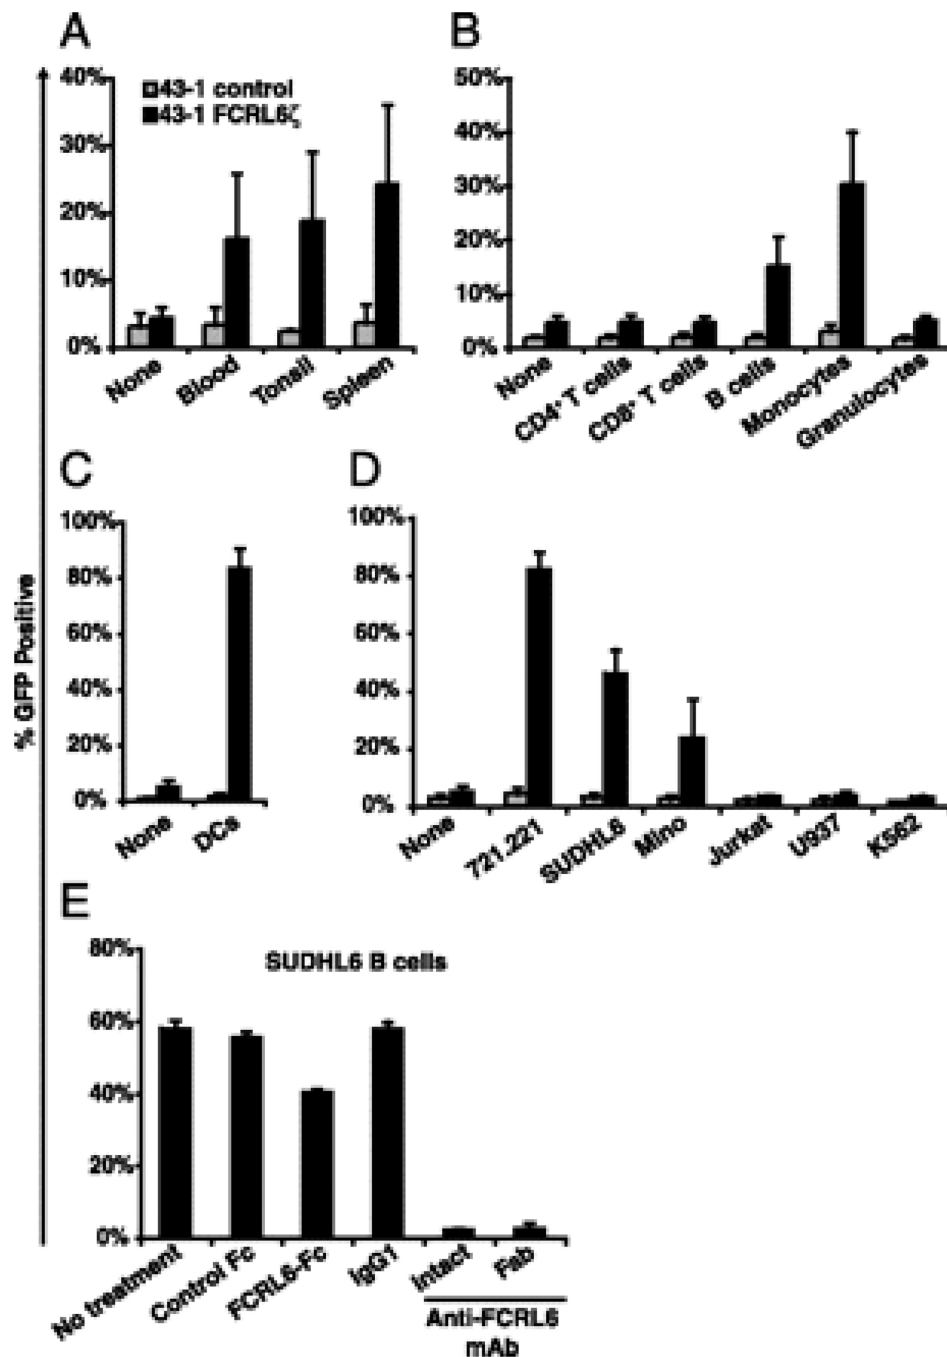 A
40%
30%
20%
10%
0%
43-1 control
43-1 FCRL6ζ
None
Blood
Tonsil
Spleen
B
50%
40%
30%
20%
10%
0%
None
CD4+ T cells
CD8+ T cells
B cells
Monocytes
Granulocytes
% GFP Positive
C
100%
80%
60%
40%
20%
0%
None
DCs
D
100%
80%
60%
40%
20%
0%
None
721.221
SUDHL6
Mino
Jurkat
U937
K562
E
80%
60%
40%
20%
0%
SUDHL6 B cells
No treatment
Control Fc
FCRL6-Fc
IgG1
Intact
Fab
Anti-FCRL6
mAb